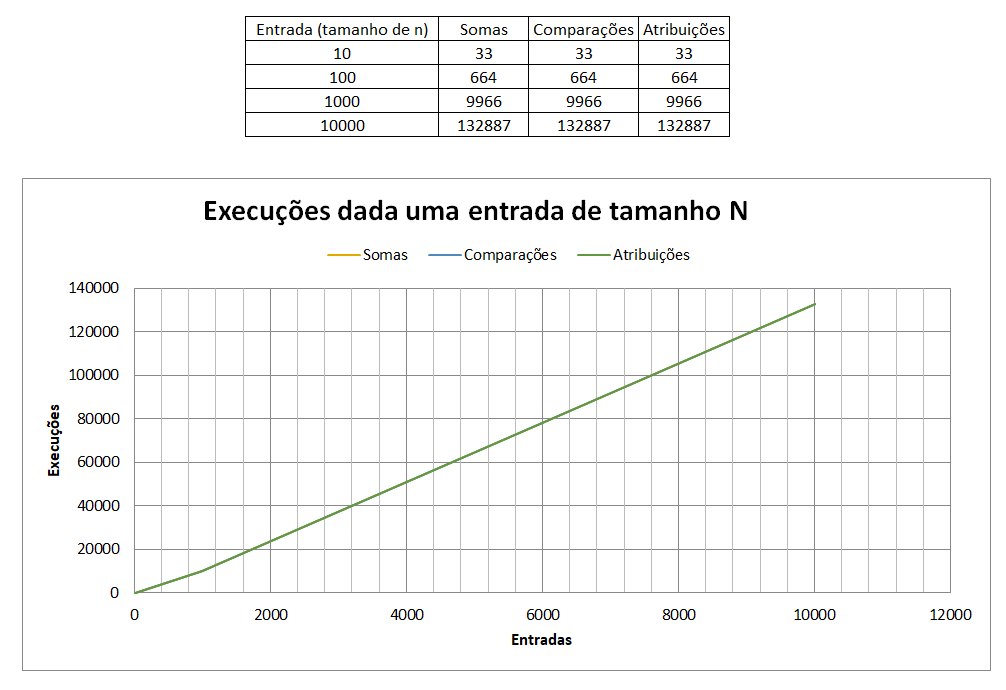 Entrada (tamanho de n) Somas Comparações Atribuições
10 33 33 33
100 664 664 664
1000 9966 9966 9966
10000 132887 132887 132887
Execuções dada uma entrada de tamanho N
Somas Comparações Atribuições
140000
120000
100000
80000
60000
40000
20000
0
Execuções
0 2000 4000 6000 8000 10000 12000
Entradas